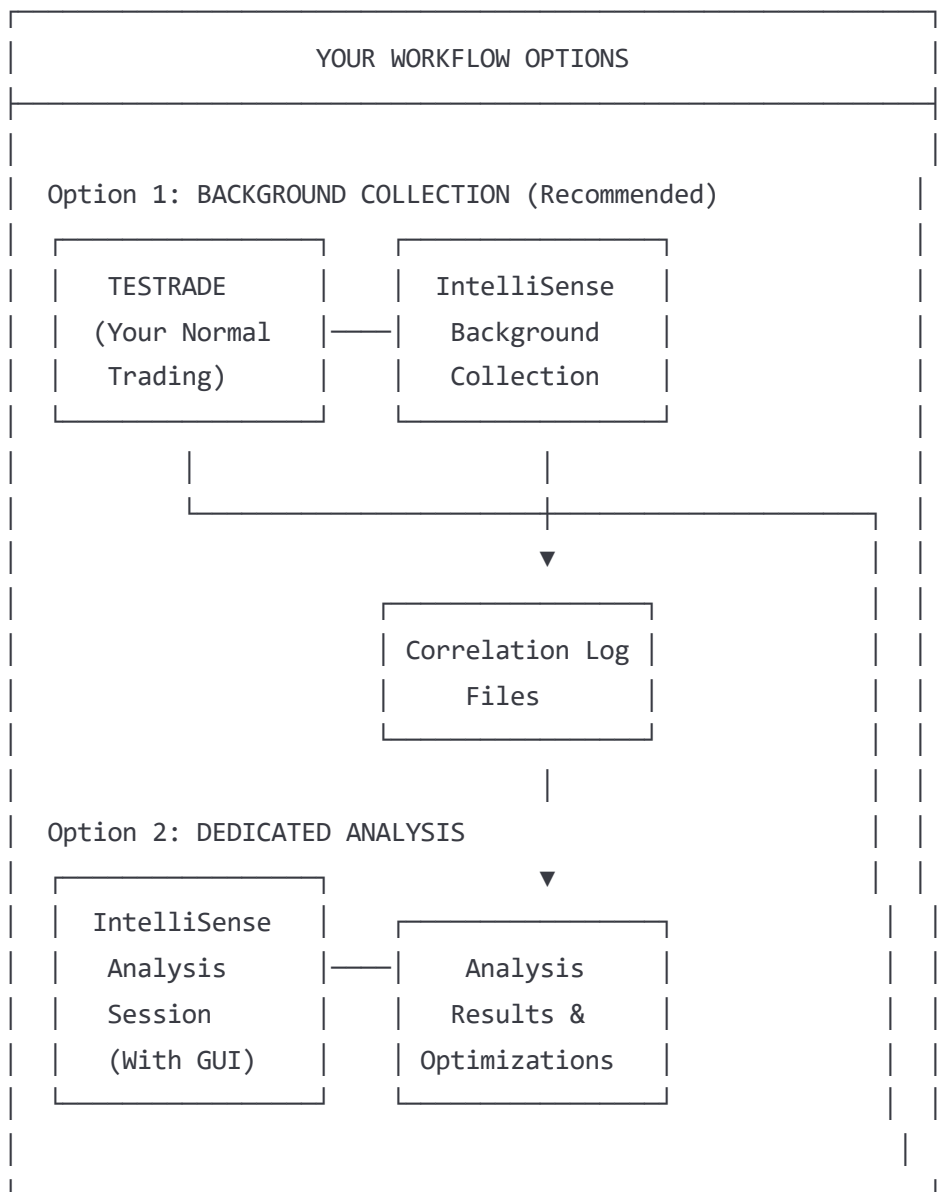 YOUR WORKFLOW OPTIONS
Option 1: BACKGROUND COLLECTION (Recommended)
TESTRADE
(Your Normal
Trading)
IntelliSense
Background
Collection
Correlation Log
Files
Option 2: DEDICATED ANALYSIS
IntelliSense
Analysis
Session
(With GUI)
Analysis
Results &
Optimizations